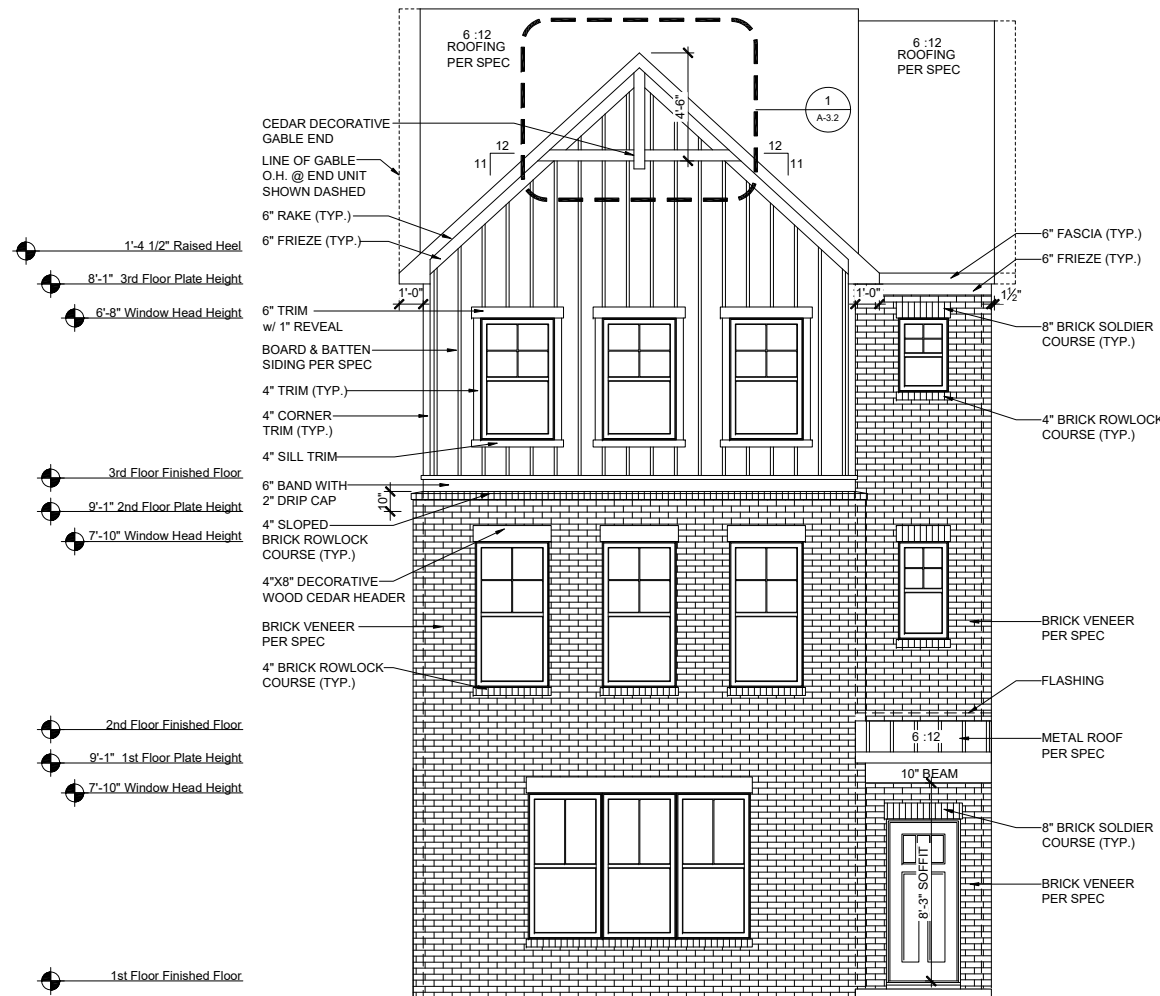 6 :12
ROOFING
PER SPEC
6 :12
ROOFING
PER SPEC
4'-6"
1
A-3.2
CEDAR DECORATIVE
GABLE END
12
11
12
11
LINE OF GABLE
O.H. @ END UNIT
SHOWN DASHED
6" RAKE (TYP.)
6" FRIEZE (TYP.)
1'-4 1/2" Raised Heel
8'-1" 3rd Floor Plate Height
6'-8" Window Head Height
6" FASCIA (TYP.)
6" FRIEZE (TYP.)
1'-0"
1'-0"
1½"
6" TRIM
w/ 1" REVEAL
BOARD & BATTEN
SIDING PER SPEC
4" TRIM (TYP.)
4" CORNER
TRIM (TYP.)
4" SILL TRIM
8" BRICK SOLDIER
COURSE (TYP.)
4" BRICK ROWLOCK
COURSE (TYP.)
3rd Floor Finished Floor
9'-1" 2nd Floor Plate Height
7'-10" Window Head Height
6" BAND WITH
2" DRIP CAP
10"
4" SLOPED
BRICK ROWLOCK
COURSE (TYP.)
4"X8" DECORATIVE
WOOD CEDAR HEADER
BRICK VENEER
PER SPEC
4" BRICK ROWLOCK
COURSE (TYP.)
BRICK VENEER
PER SPEC
FLASHING
2nd Floor Finished Floor
9'-1" 1st Floor Plate Height
7'-10" Window Head Height
6 :12
METAL ROOF
PER SPEC
10" BEAM
8" BRICK SOLDIER
COURSE (TYP.)
8'-3" SOFFIT
BRICK VENEER
PER SPEC
1st Floor Finished Floor